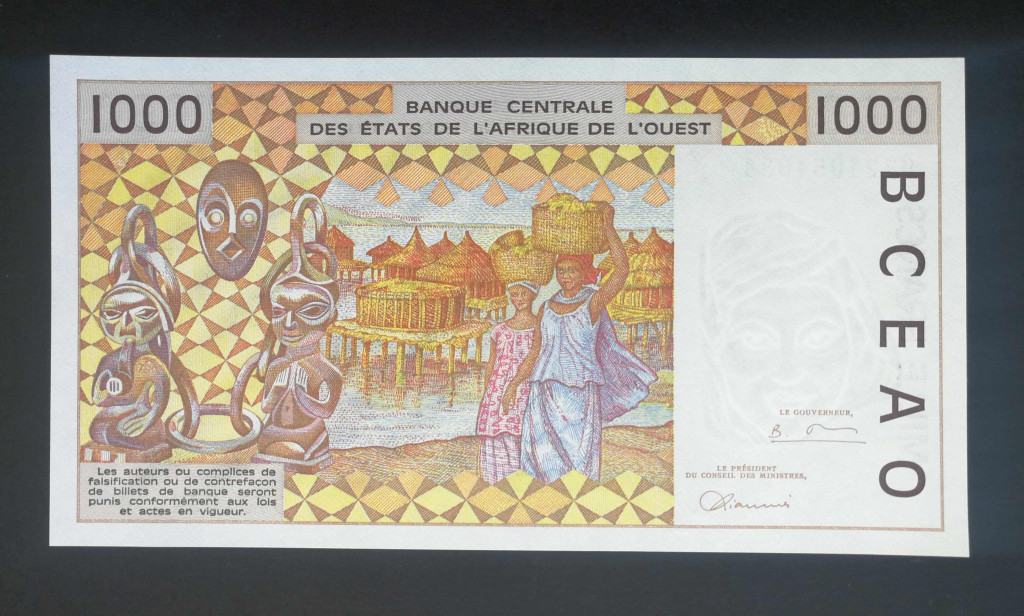 1000
BANQUE CENTRALE
DES ÉTATS DE L'AFRIQUE DE L'OUEST
1000
BCEAO
LE GOUVERNEUR,
LE PRÉSIDENT
DU CONSEIL DES MINISTRES,
Les auteurs ou complices de
falsification ou de contrefacon
de billets de banque seront
punis conformément aux lois
et actes en vigueur.